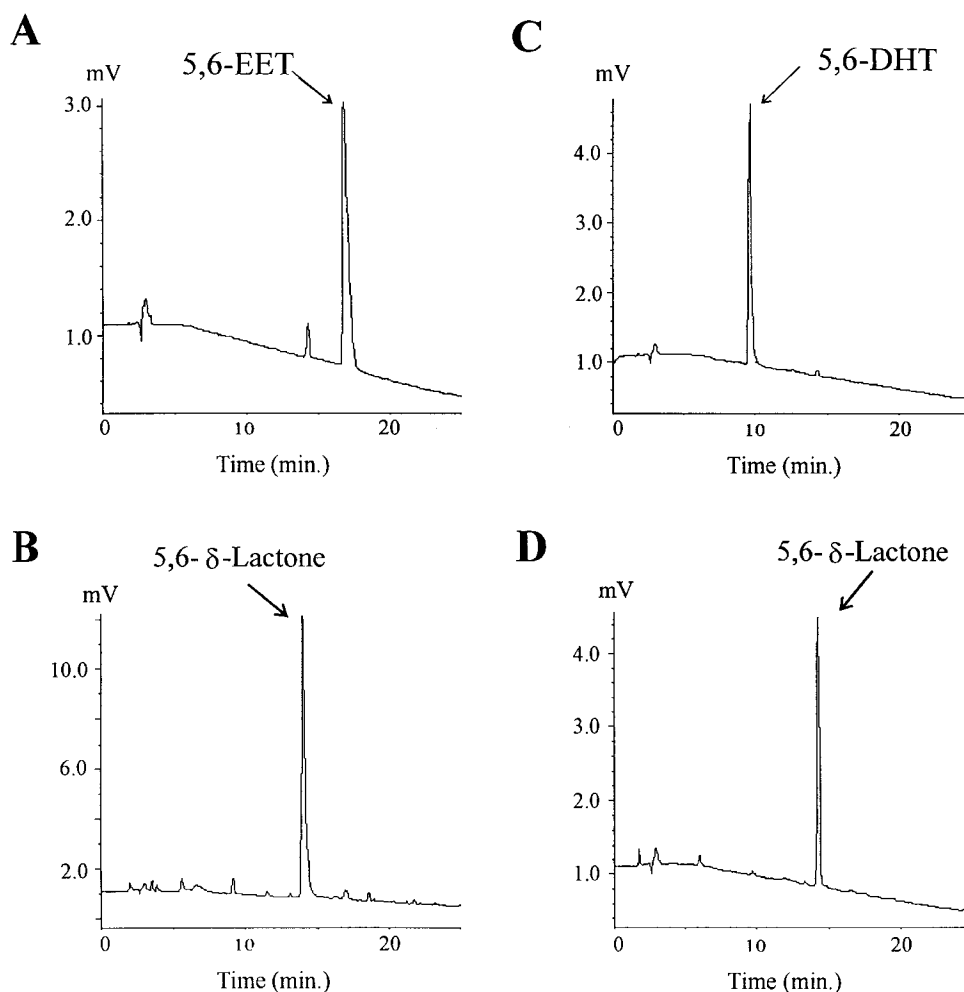 A
5,6-EET
mV
3.0
2.0
1.0
0 10 20
Time (min.)
C
5,6-DHT
mV
4.0
3.0
2.0
1.0
0 10 20
Time (min.)
B
5,6- δ-Lactone
mV
10.0
6.0
2.0
0 10 20
Time (min.)
D
5,6- δ-Lactone
mV
4.0
3.0
2.0
1.0
0 10 20
Time (min.)